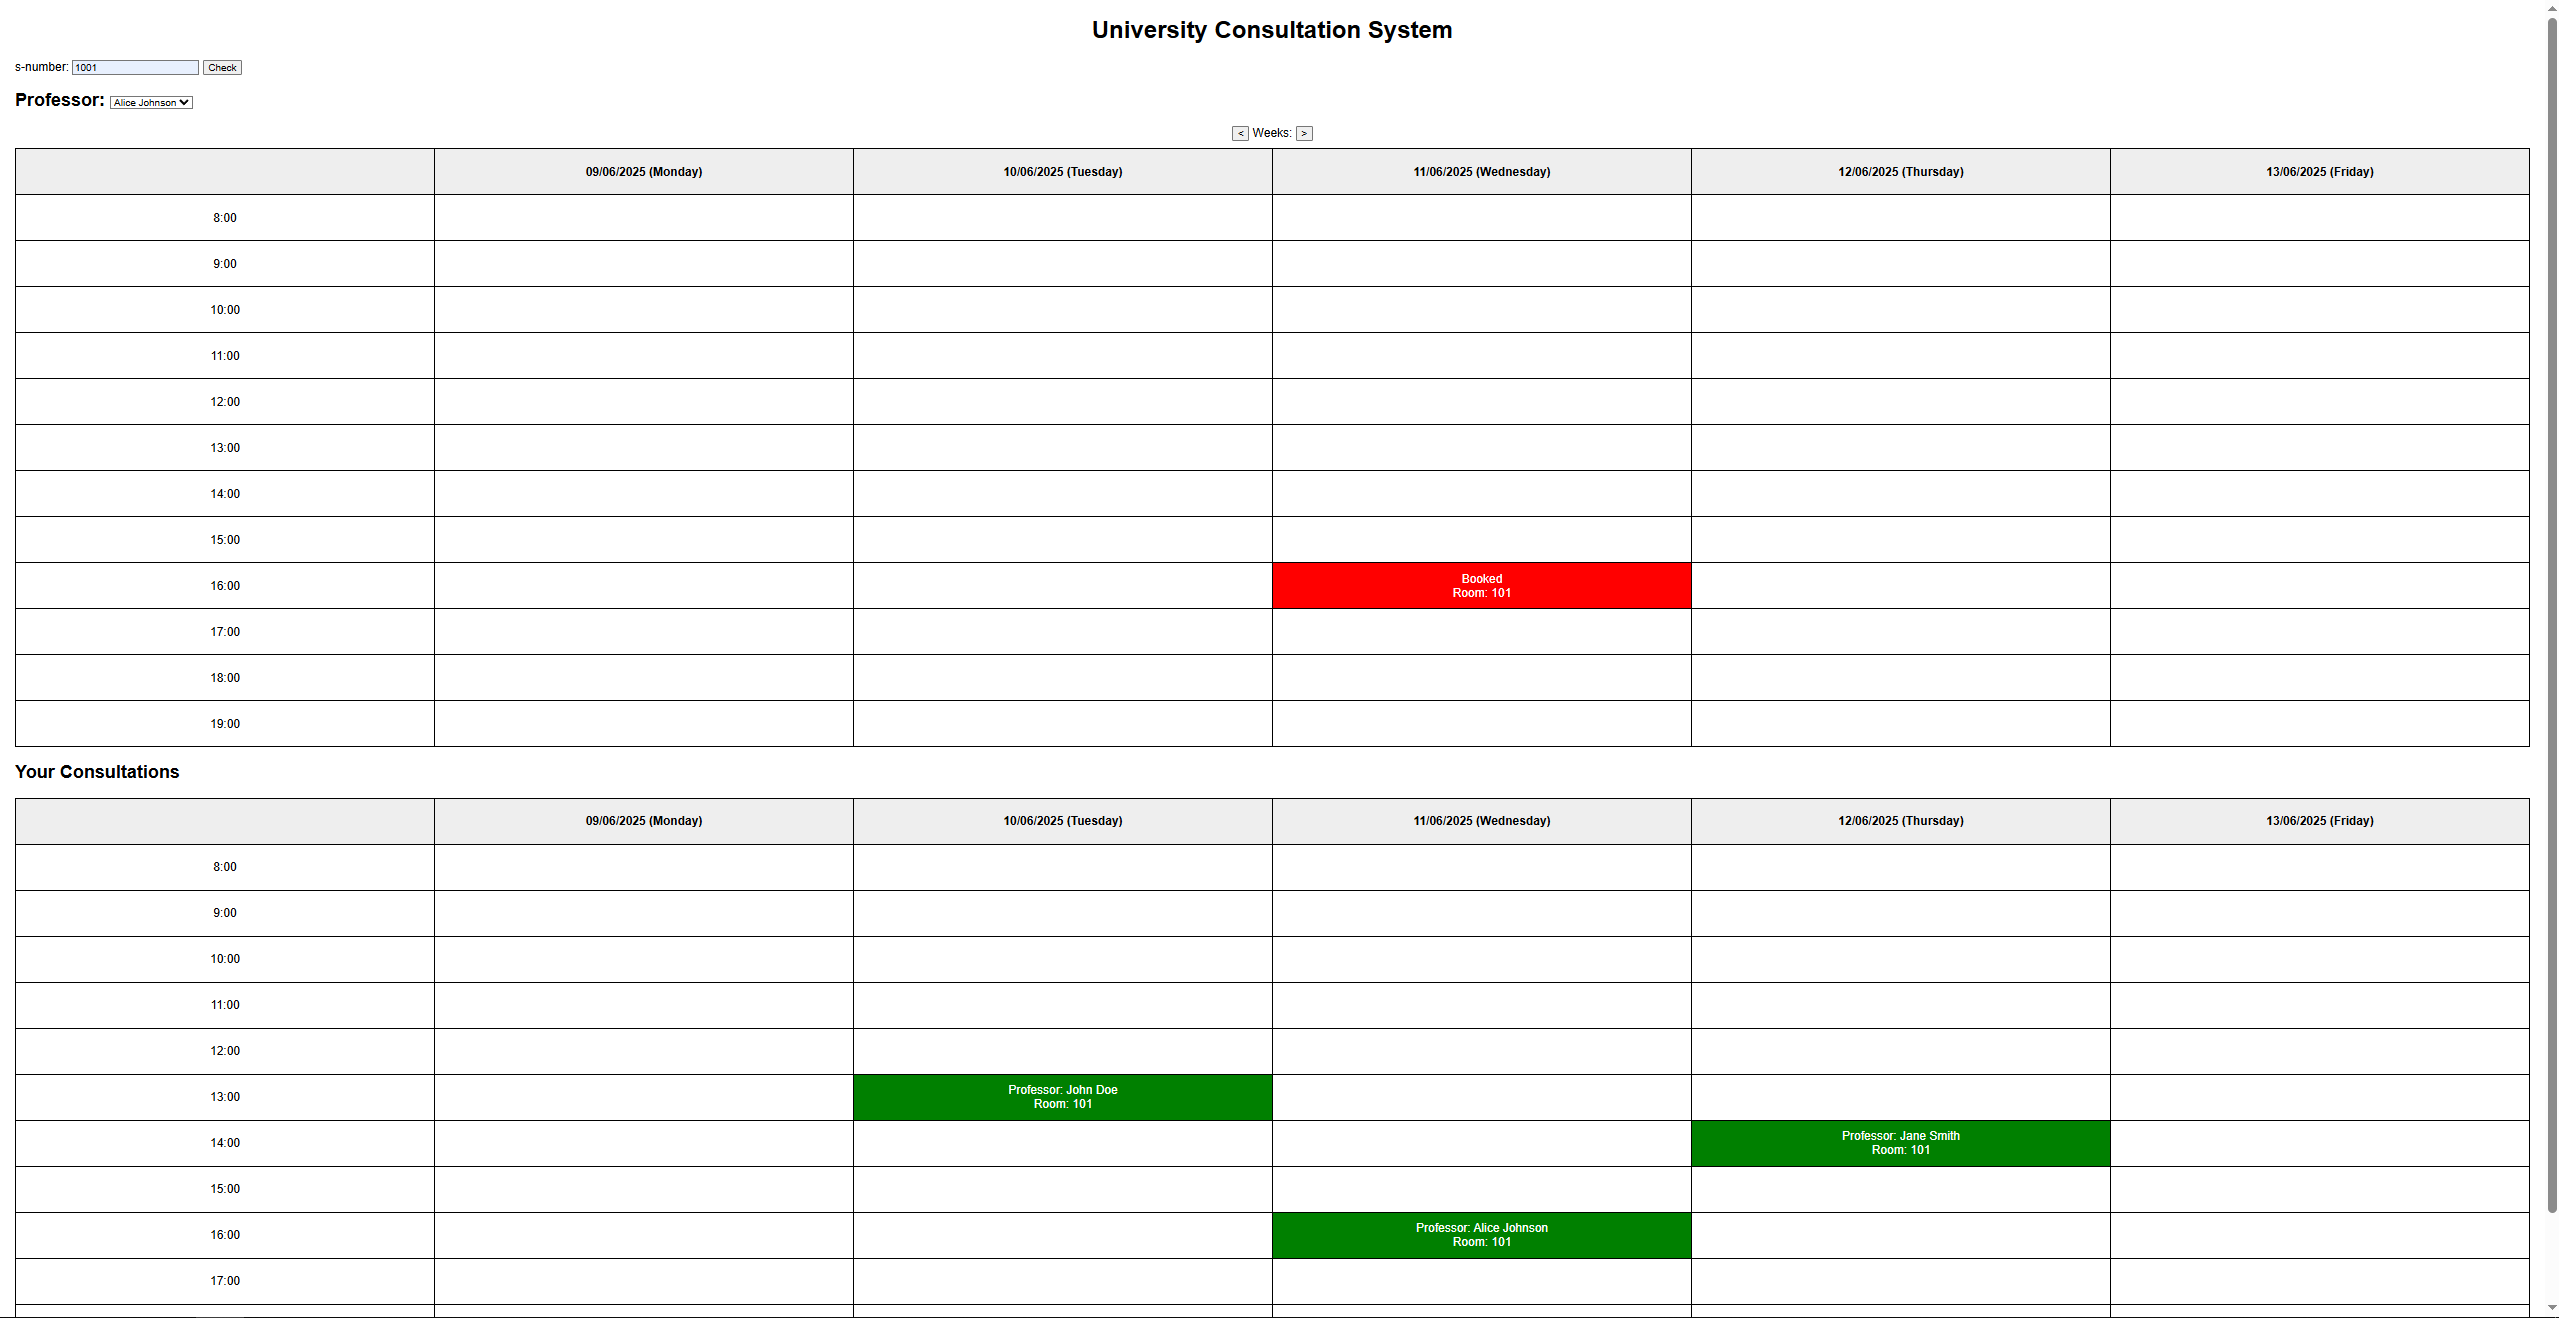 University Consultation System
s-number: 1001 Check
Professor: Alice Johnson
< Weeks: >
09/06/2025 (Monday) 10/06/2025 (Tuesday) 11/06/2025 (Wednesday) 12/06/2025 (Thursday) 13/06/2025 (Friday)
8:00
9:00
10:00
11:00
12:00
13:00
14:00
15:00
16:00
Booked
Room: 101
17:00
18:00
19:00
Your Consultations
09/06/2025 (Monday) 10/06/2025 (Tuesday) 11/06/2025 (Wednesday) 12/06/2025 (Thursday) 13/06/2025 (Friday)
8:00
9:00
10:00
11:00
12:00
13:00
Professor: John Doe
Room: 101
14:00
Professor: Jane Smith
Room: 101
15:00
16:00
Professor: Alice Johnson
Room: 101
17:00